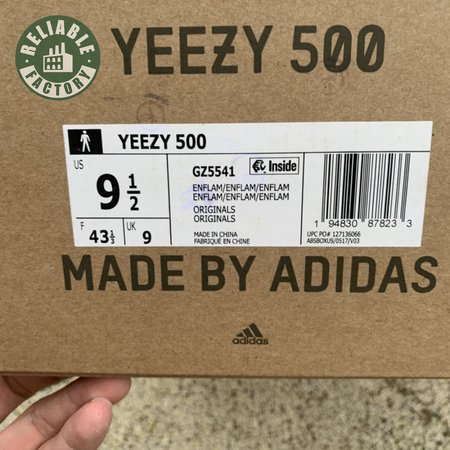 RELIABLE
FACTORY
YEEZY 500
YEEZY 500
US
9 1/2
F
43 1/3
UK
9
GZ5541
Inside
ENFLAM/ENFLAM/ENFLAM
ENFLAM/ENFLAM/ENFLAM
ORIGINALS
ORIGINALS
MADE IN CHINA
FABRIQUÉ EN CHINE
1 94830 87823 3
UPC PO# 127136066
ABSBOXUS/0517/V03
MADE BY ADIDAS
adidas